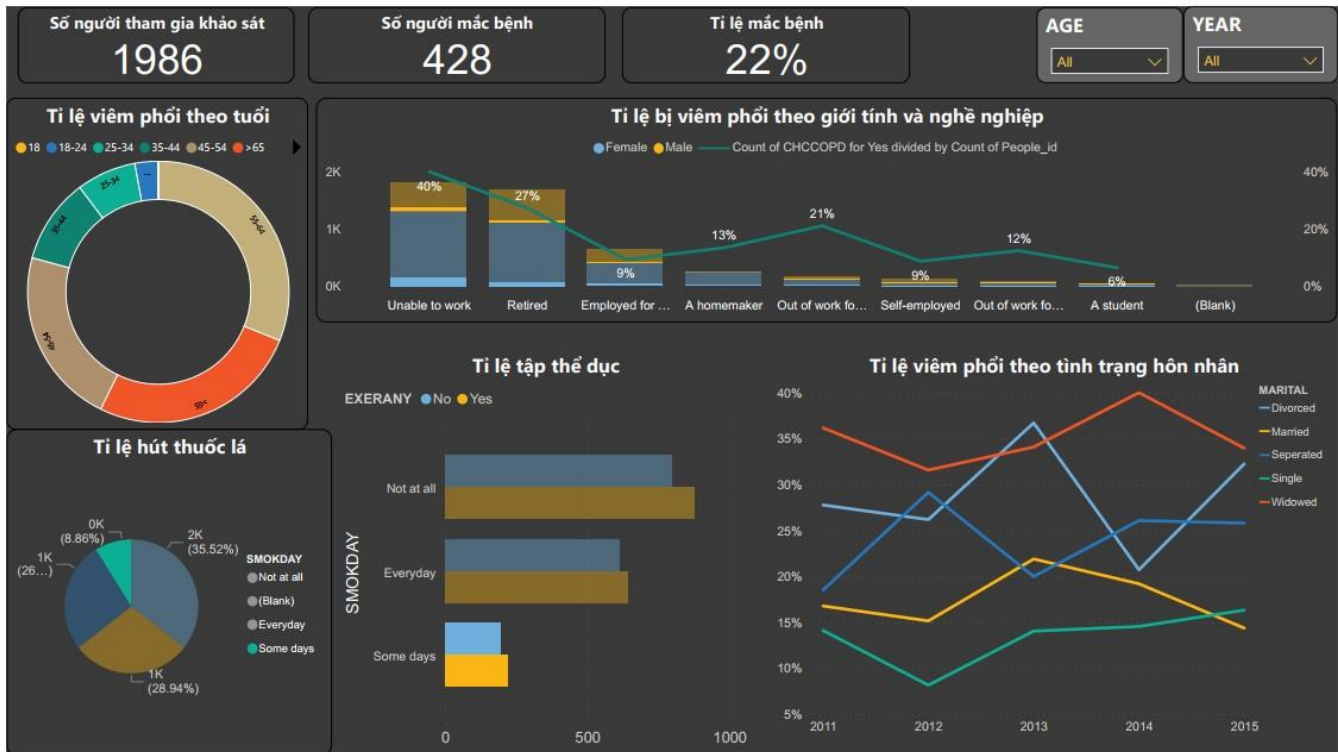 Số người tham gia khảo sát
1986
Số người mắc bệnh
428
Tỉ lệ mắc bệnh
22%
AGE
All
YEAR
All
Tỉ lệ viêm phổi theo tuổi
18 18-24 25-34 35-44 45-54 >65
55-64
>65
45-54
35-44
25-34
...
Tỉ lệ bị viêm phổi theo giới tính và nghề nghiệp
Female Male Count of CHCCOPD for Yes divided by Count of People_id
2K
1K
0K
40%
20%
0%
40%
27%
9%
13%
21%
9%
12%
6%
Unable to work
Retired
Employed for ...
A homemaker
Out of work fo...
Self-employed
Out of work fo...
A student
(Blank)
Tỉ lệ hút thuốc lá
0K
(8.86%)
2K
(35.52%)
1K
(26...)
1K
(28.94%)
SMOKDAY
Not at all
(Blank)
Everyday
Some days
Tỉ lệ tập thể dục
EXERANY No Yes
SMOKDAY
Not at all
Everyday
Some days
0 500 1000
Tỉ lệ viêm phổi theo tình trạng hôn nhân
40%
35%
30%
25%
20%
15%
10%
5%
2011 2012 2013 2014 2015
MARITAL
Divorced
Married
Seperated
Single
Widowed